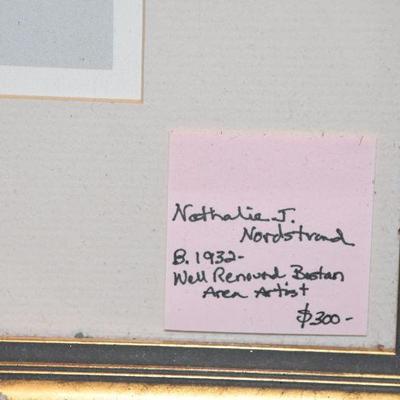 Nathalie J.
Nordstrand
B. 1932-
Well Renound Boston
Area Artist
$300-